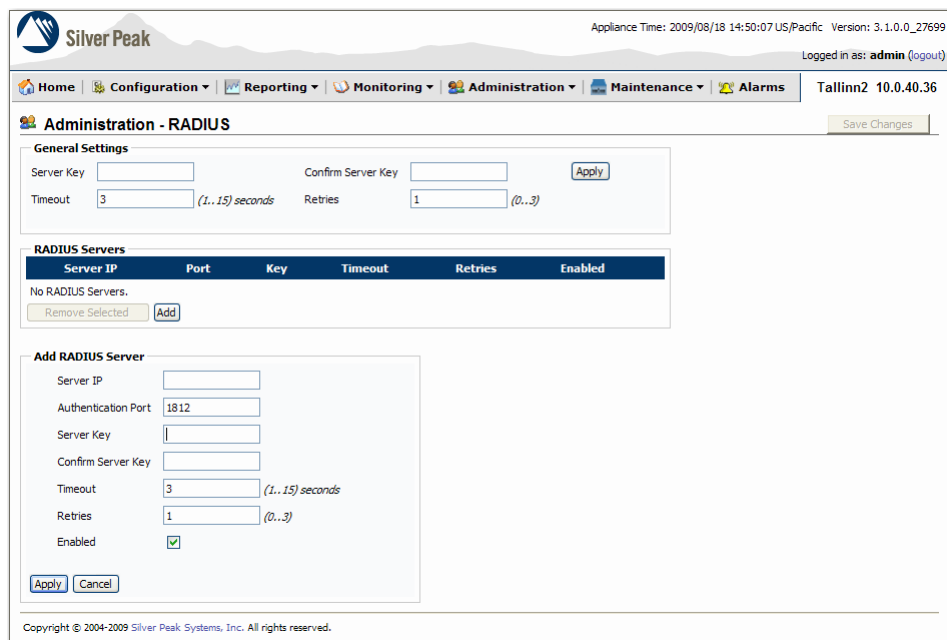 Silver Peak
Appliance Time: 2009/08/18 14:50:07 US/Pacific Version: 3.1.0.0_27699
Logged in as: admin (logout)
Home Configuration Reporting Monitoring Administration Maintenance Alarms Tallinn2 10.0.40.36
Administration - RADIUS Save Changes
General Settings
Server Key Confirm Server Key Apply
Timeout 3 (1..15) seconds Retries 1 (0..3)
RADIUS Servers
Server IP Port Key Timeout Retries Enabled
No RADIUS Servers.
Remove Selected Add
Add RADIUS Server
Server IP
Authentication Port 1812
Server Key
Confirm Server Key
Timeout 3 (1..15) seconds
Retries 1 (0..3)
Enabled
Apply Cancel
Copyright © 2004-2009 Silver Peak Systems, Inc. All rights reserved.